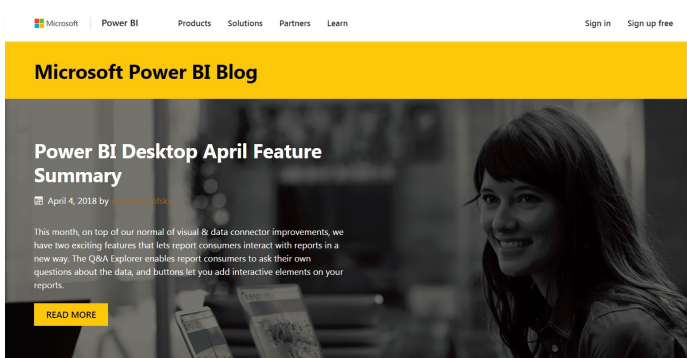 Microsoft Power BI Products Solutions Partners Learn Sign in Sign up free
Microsoft Power BI Blog
Power BI Desktop April Feature
Summary
April 4, 2018 by
This month, on top of our normal of visual & data connector improvements, we
have two exciting features that lets report consumers interact with reports in a
new way. The Q&A Explorer enables report consumers to ask their own
questions about the data, and buttons let you add interactive elements on your
reports.
READ MORE